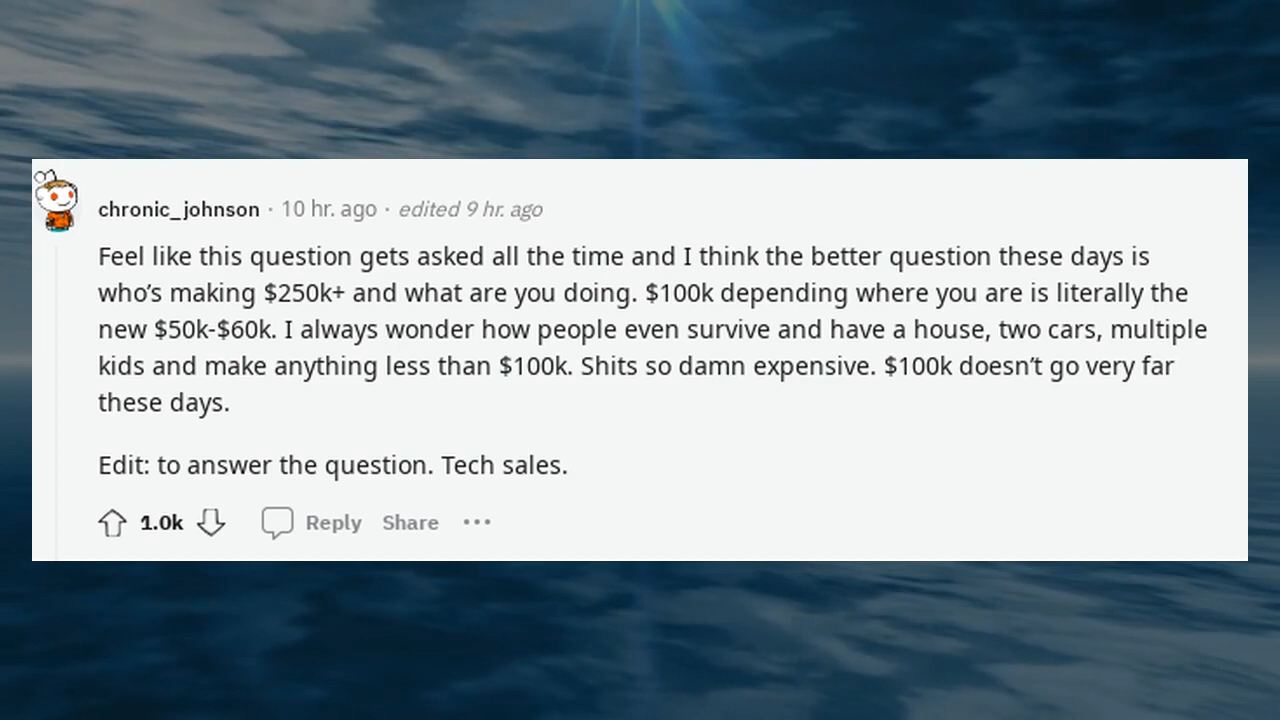 chronic_johnson · 10 hr. ago · edited 9 hr. ago
Feel like this question gets asked all the time and I think the better question these days is
who’s making $250k+ and what are you doing. $100k depending where you are is literally the
new $50k-$60k. I always wonder how people even survive and have a house, two cars, multiple
kids and make anything less than $100k. Shits so damn expensive. $100k doesn’t go very far
these days.
Edit: to answer the question. Tech sales.
1.0k Reply Share ···